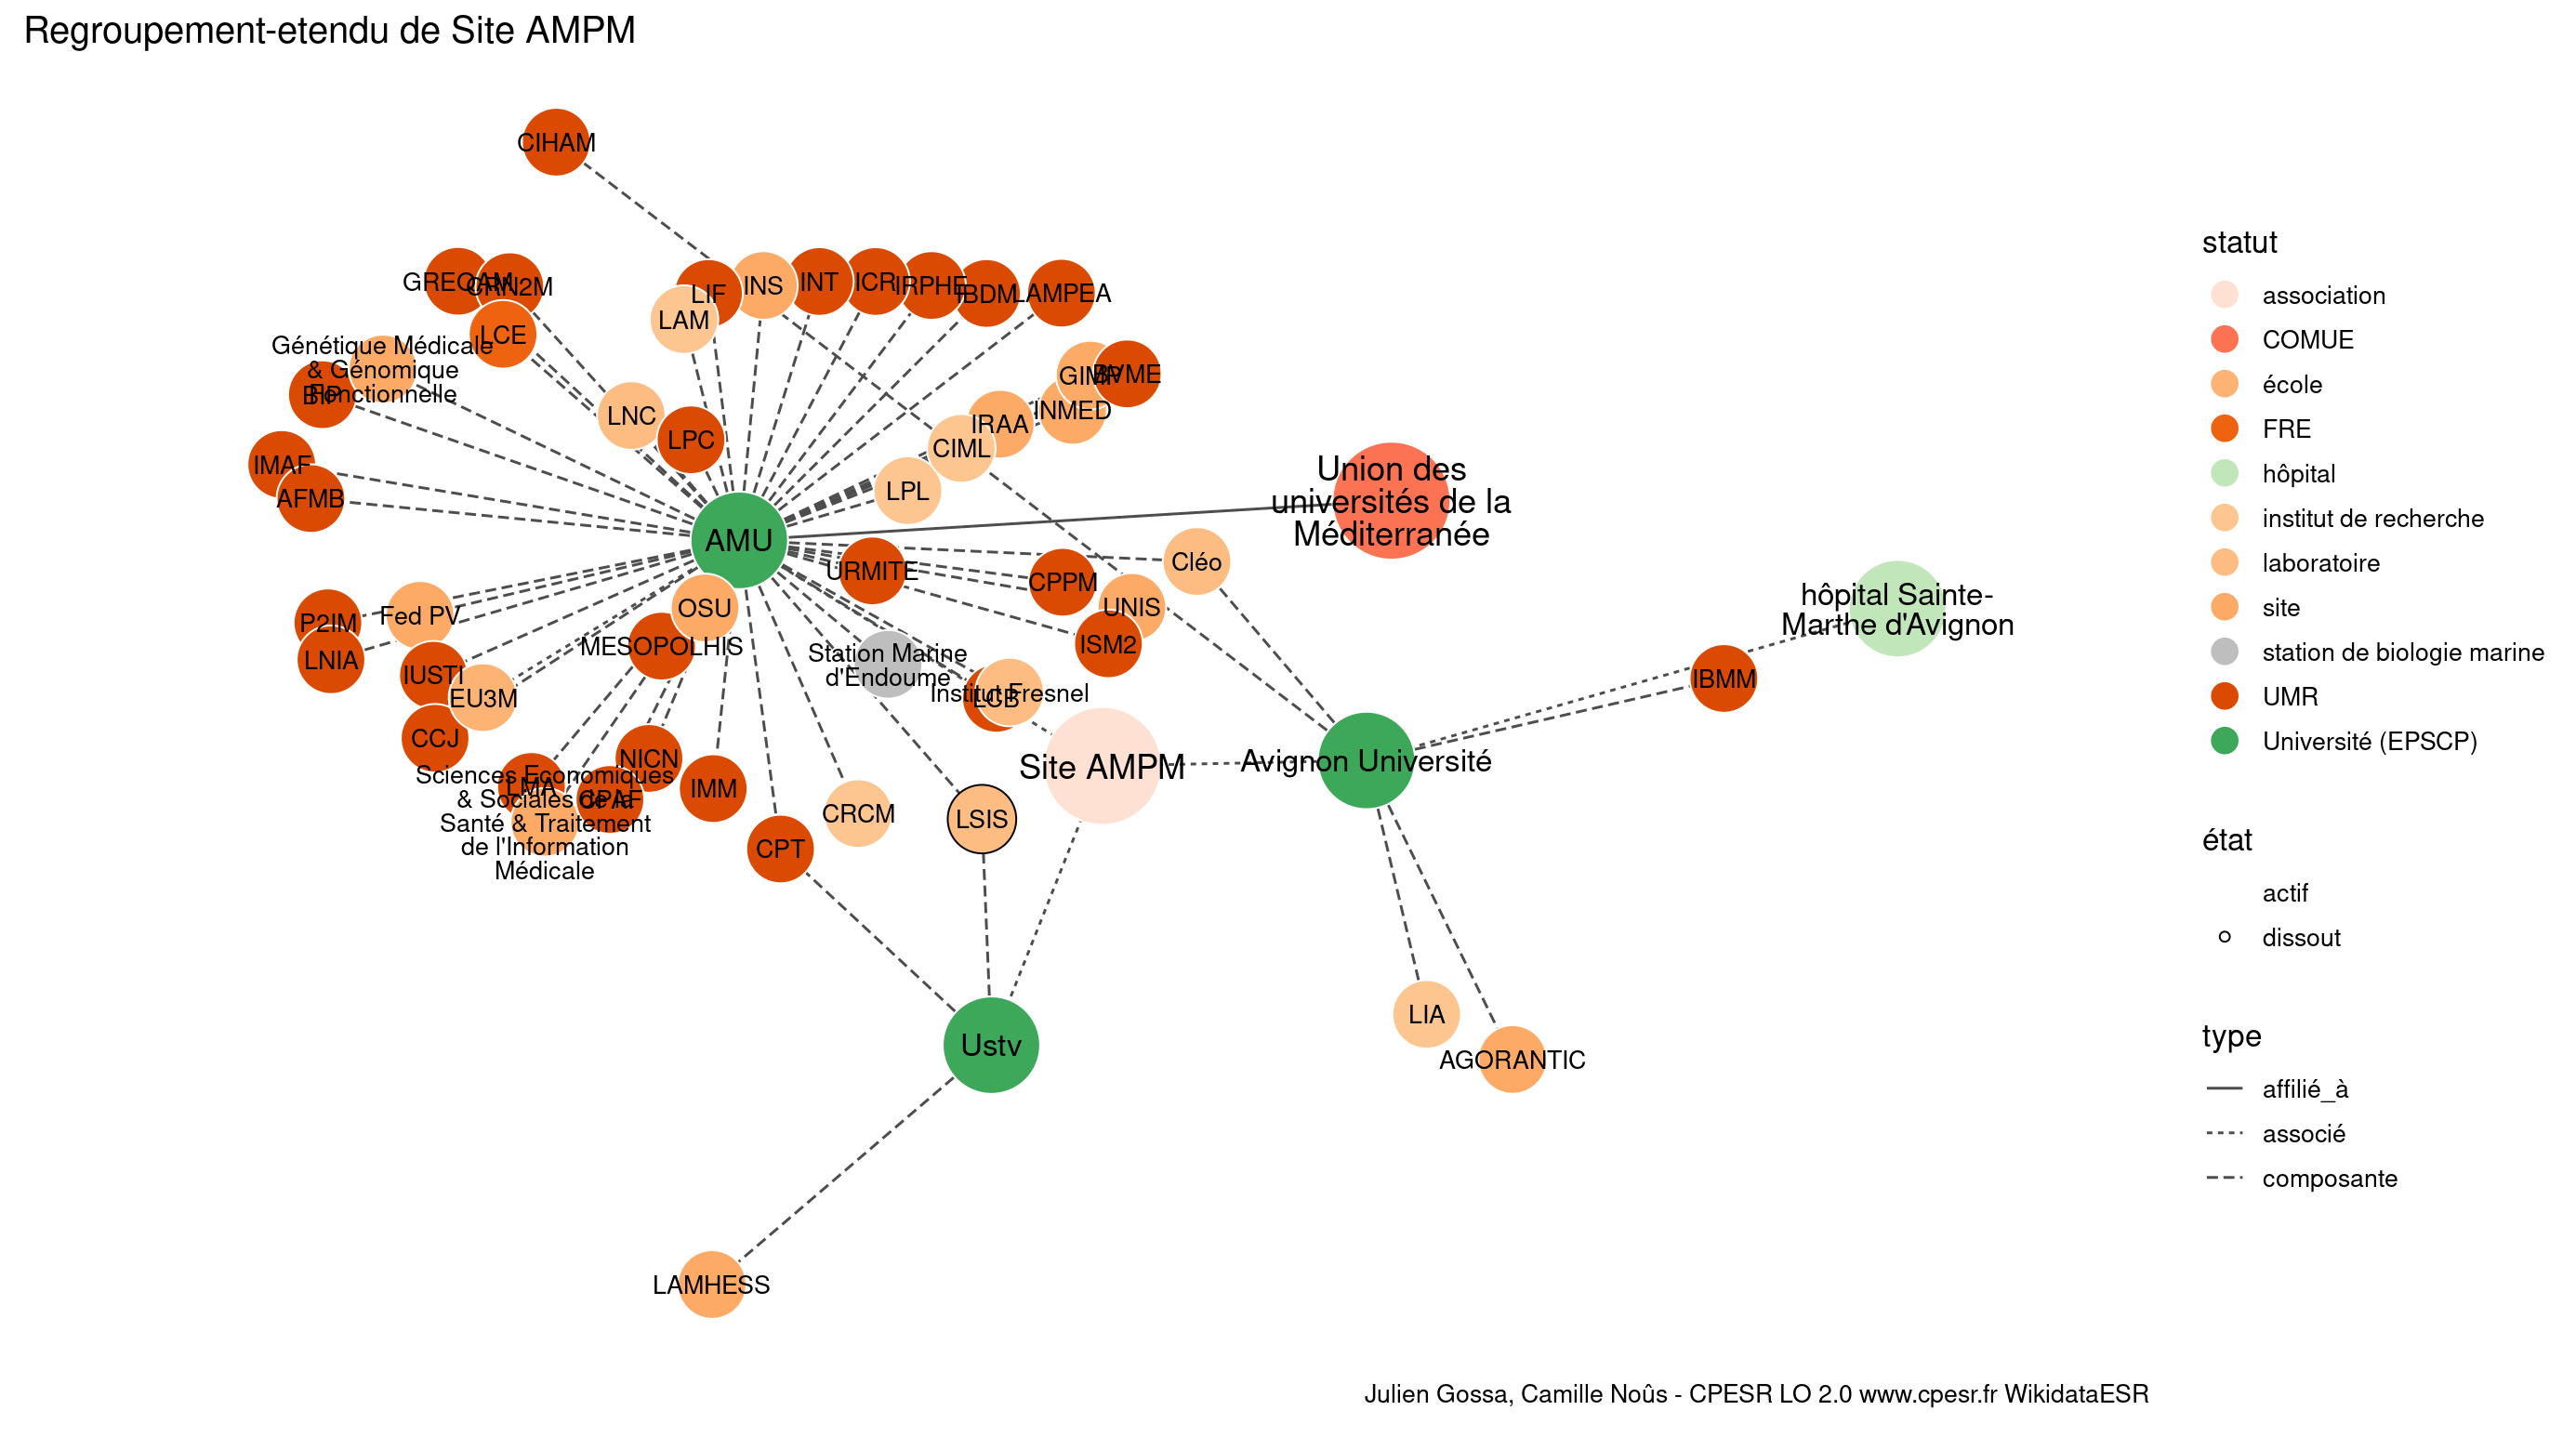 Regroupement-etendu de Site AMPM
CIHAM
GREQAM
CRN2M
LCE
LIF
INS
INT
ICR
IRPHE
IBDM
LAMPEA
LAM
Génétique Médicale
& Génomique
Fonctionnelle
BIP
LNC
LPC
GIMP
BVME
INMED
IRAA
CIML
IMAF
AFMB
LPL
AMU
Union des
universités de la
Méditerranée
URMITE
CPPM
Cléo
UNIS
ISM2
hôpital Sainte-
Marthe d'Avignon
IBMM
P2IM
Fed PV
LNIA
OSU
MESOPOLHIS
IUSTI
EU3M
CCJ
Station Marine
d'Endoume
Institut Fresnel
LCB
Site AMPM
Avignon Université
NICN
IMM
LMA
CPAF
Sciences Economiques
& Sociales de la
Santé & Traitement
de l'Information
Médicale
CPT
CRCM
LSIS
Ustv
LIA
AGORANTIC
LAMHESS
statut
association
COMUE
école
FRE
hôpital
institut de recherche
laboratoire
site
station de biologie marine
UMR
Université (EPSCP)
état
actif
dissout
type
affilié_à
associé
composante
Julien Gossa, Camille Noûs - CPESR LO 2.0 www.cpesr.fr WikidataESR